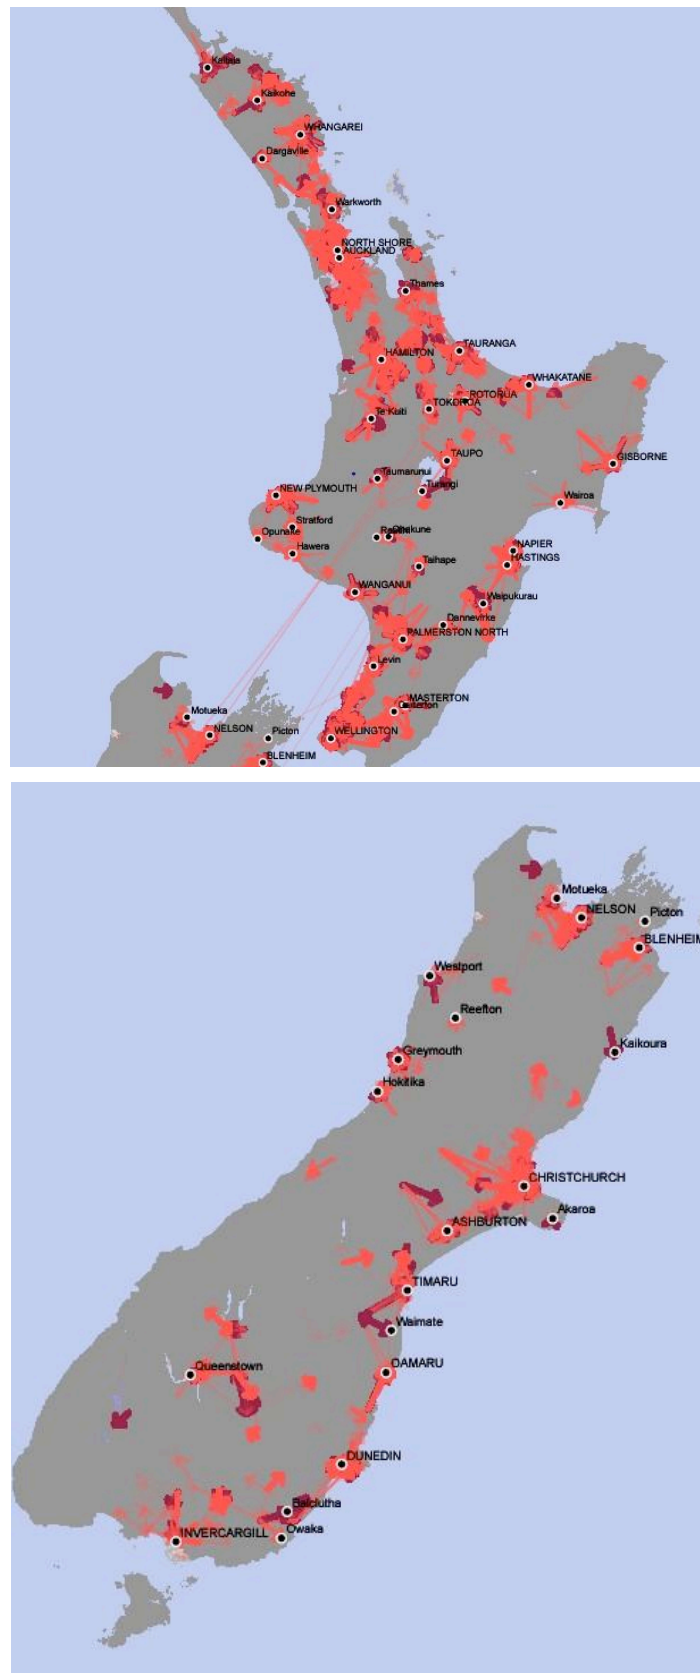 Kaitaia
Kaikohe
WHANGAREI
Dargaville
Warkworth
NORTH SHORE
AUCKLAND
Thames
TAURANGA
HAMILTON
WHAKATANE
ROTORUA
TOKOROA
Te Kuiti
TAUPO
GISBORNE
Taumarunui
Turangi
NEW PLYMOUTH
Wairoa
Stratford
Opunake
Ohakune
NAPIER
Hawera
HASTINGS
Taihape
WANGANUI
Waipukurau
Dannevirke
PALMERSTON NORTH
Levin
MASTERTON
Carterton
Motueka
NELSON
Picton
WELLINGTON
BLENHEIM
Motueka
NELSON
Picton
BLENHEIM
Westport
Reefton
Kaikoura
Greymouth
Hokitika
CHRISTCHURCH
Akaroa
ASHBURTON
TIMARU
Waimate
OAMARU
Queenstown
DUNEDIN
Balclutha
Owaka
INVERCARGILL